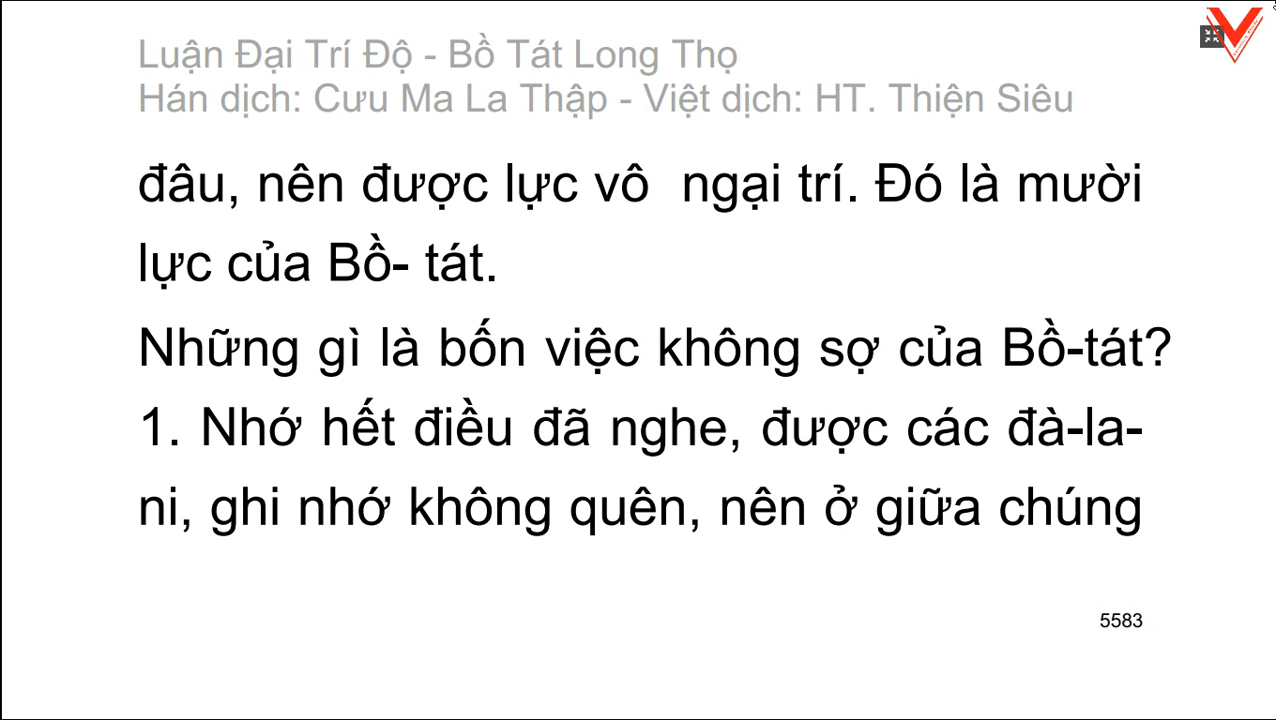 Luận Đại Trí Độ - Bồ Tát Long Thọ
Hán dịch: Cưu Ma La Thập - Việt dịch: HT. Thiện Siêu
đâu, nên được lực vô  ngại trí. Đó là mười
lực của Bồ- tát.
Những gì là bốn việc không sợ của Bồ-tát?
1. Nhớ hết điều đã nghe, được các đà-la-
ni, ghi nhớ không quên, nên ở giữa chúng
5583